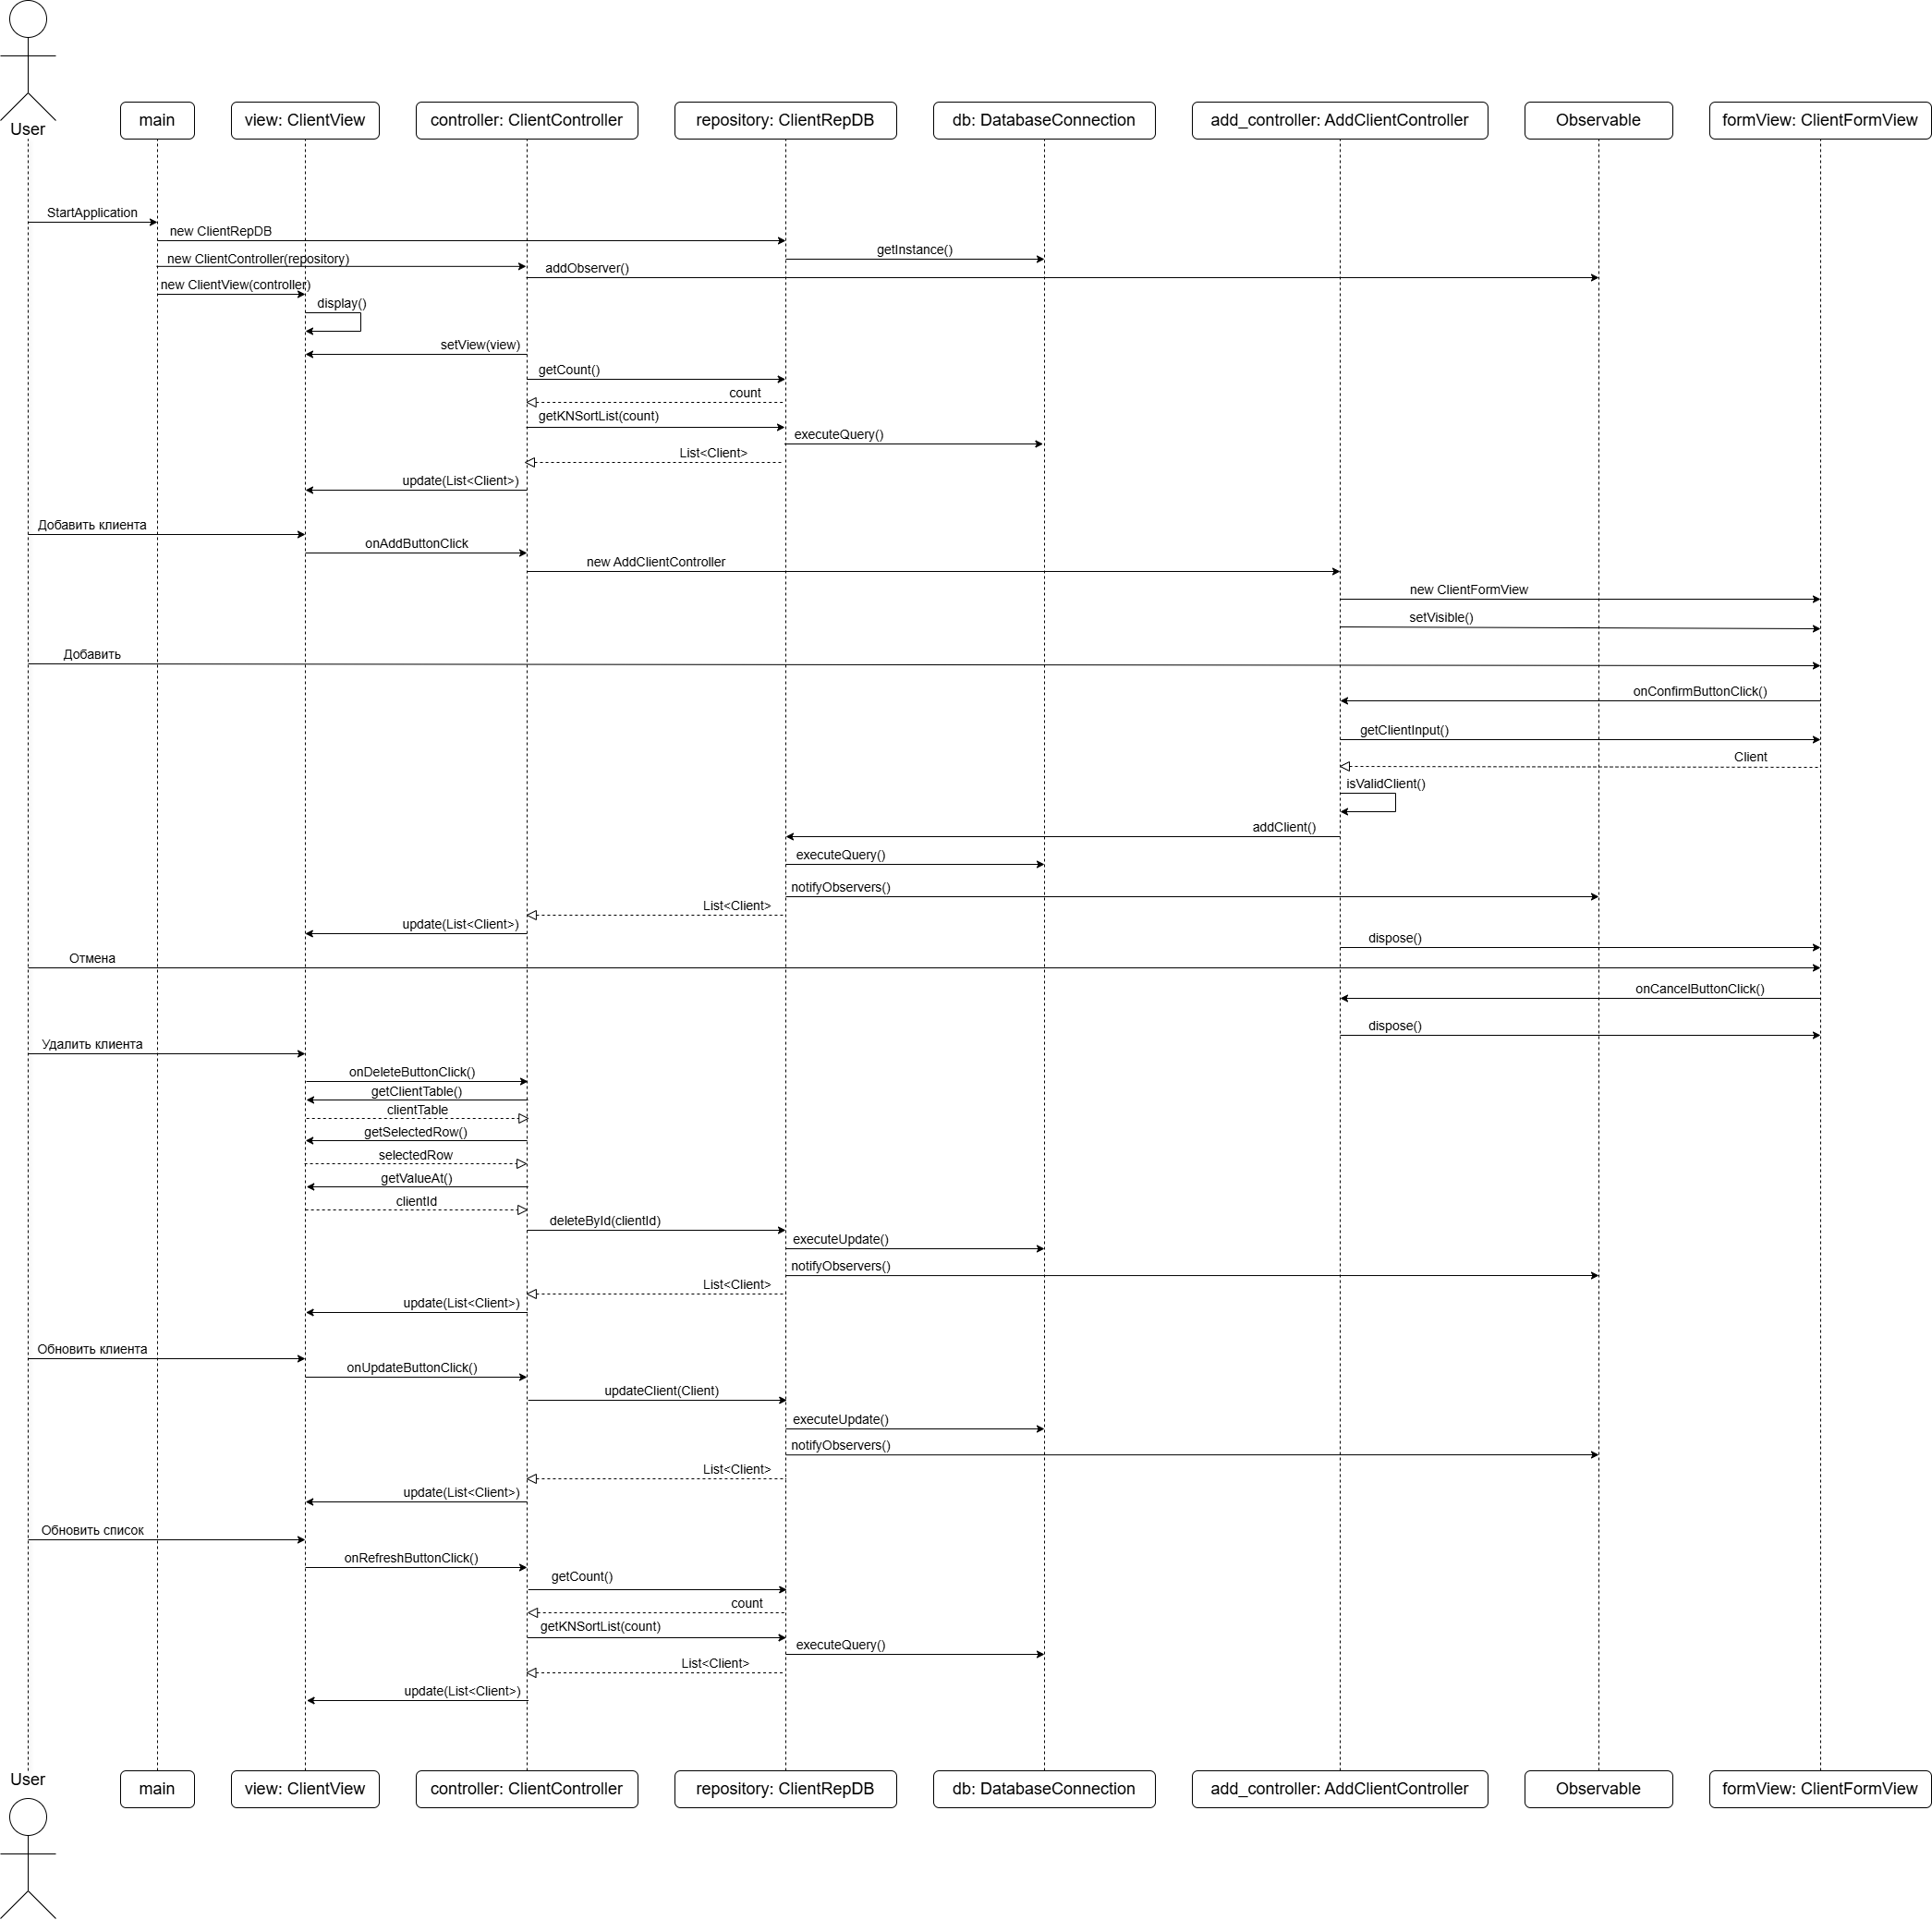 User
main
view: ClientView
controller: ClientController
repository: ClientRepDB
db: DatabaseConnection
add_controller: AddClientController
Observable
formView: ClientFormView
StartApplication
new ClientRepDB
getInstance()
new ClientController(repository)
addObserver()
new ClientView(controller)
display()
setView(view)
getCount()
count
getKNSortList(count)
executeQuery()
List<Client>
update(List<Client>)
Добавить клиента
onAddButtonClick
new AddClientController
new ClientFormView
setVisible()
Добавить
onConfirmButtonClick()
getClientInput()
Client
isValidClient()
addClient()
executeQuery()
notifyObservers()
List<Client>
update(List<Client>)
dispose()
Отмена
onCancelButtonClick()
dispose()
Удалить клиента
onDeleteButtonClick()
getClientTable()
clientTable
getSelectedRow()
selectedRow
getValueAt()
clientId
deleteById(clientId)
executeUpdate()
notifyObservers()
List<Client>
update(List<Client>)
Обновить клиента
onUpdateButtonClick()
updateClient(Client)
executeUpdate()
notifyObservers()
List<Client>
update(List<Client>)
Обновить список
onRefreshButtonClick()
getCount()
count
getKNSortList(count)
executeQuery()
List<Client>
update(List<Client>)
User
main
view: ClientView
controller: ClientController
repository: ClientRepDB
db: DatabaseConnection
add_controller: AddClientController
Observable
formView: ClientFormView